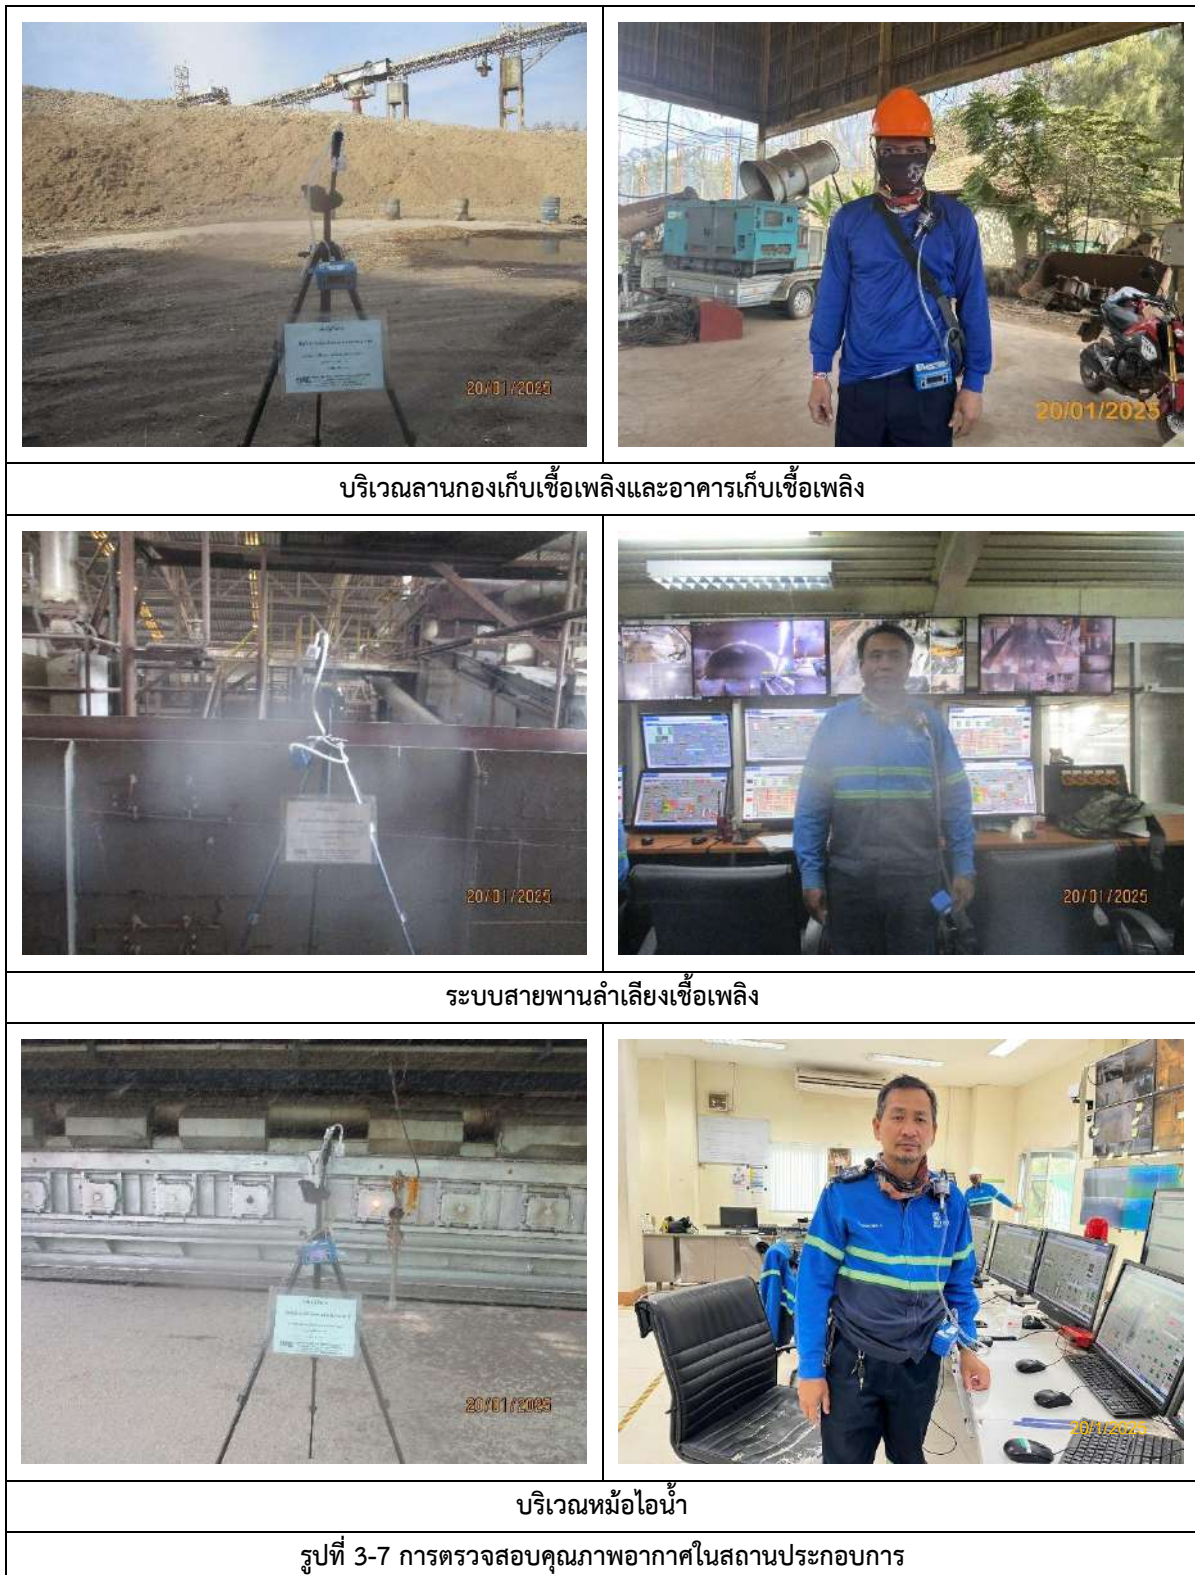 20/01/2025
20/01/2025
บริเวณลานกองเก็บเชื้อเพลิงและอาคารเก็บเชื้อเพลิง
20/01/2025
20/01/2025
ระบบสายพานลำเลียงเชื้อเพลิง
20/01/2025
20/1/2025
บริเวณหม้อไอน้ำ
รูปที่ 3-7 การตรวจสอบคุณภาพอากาศในสถานประกอบการ